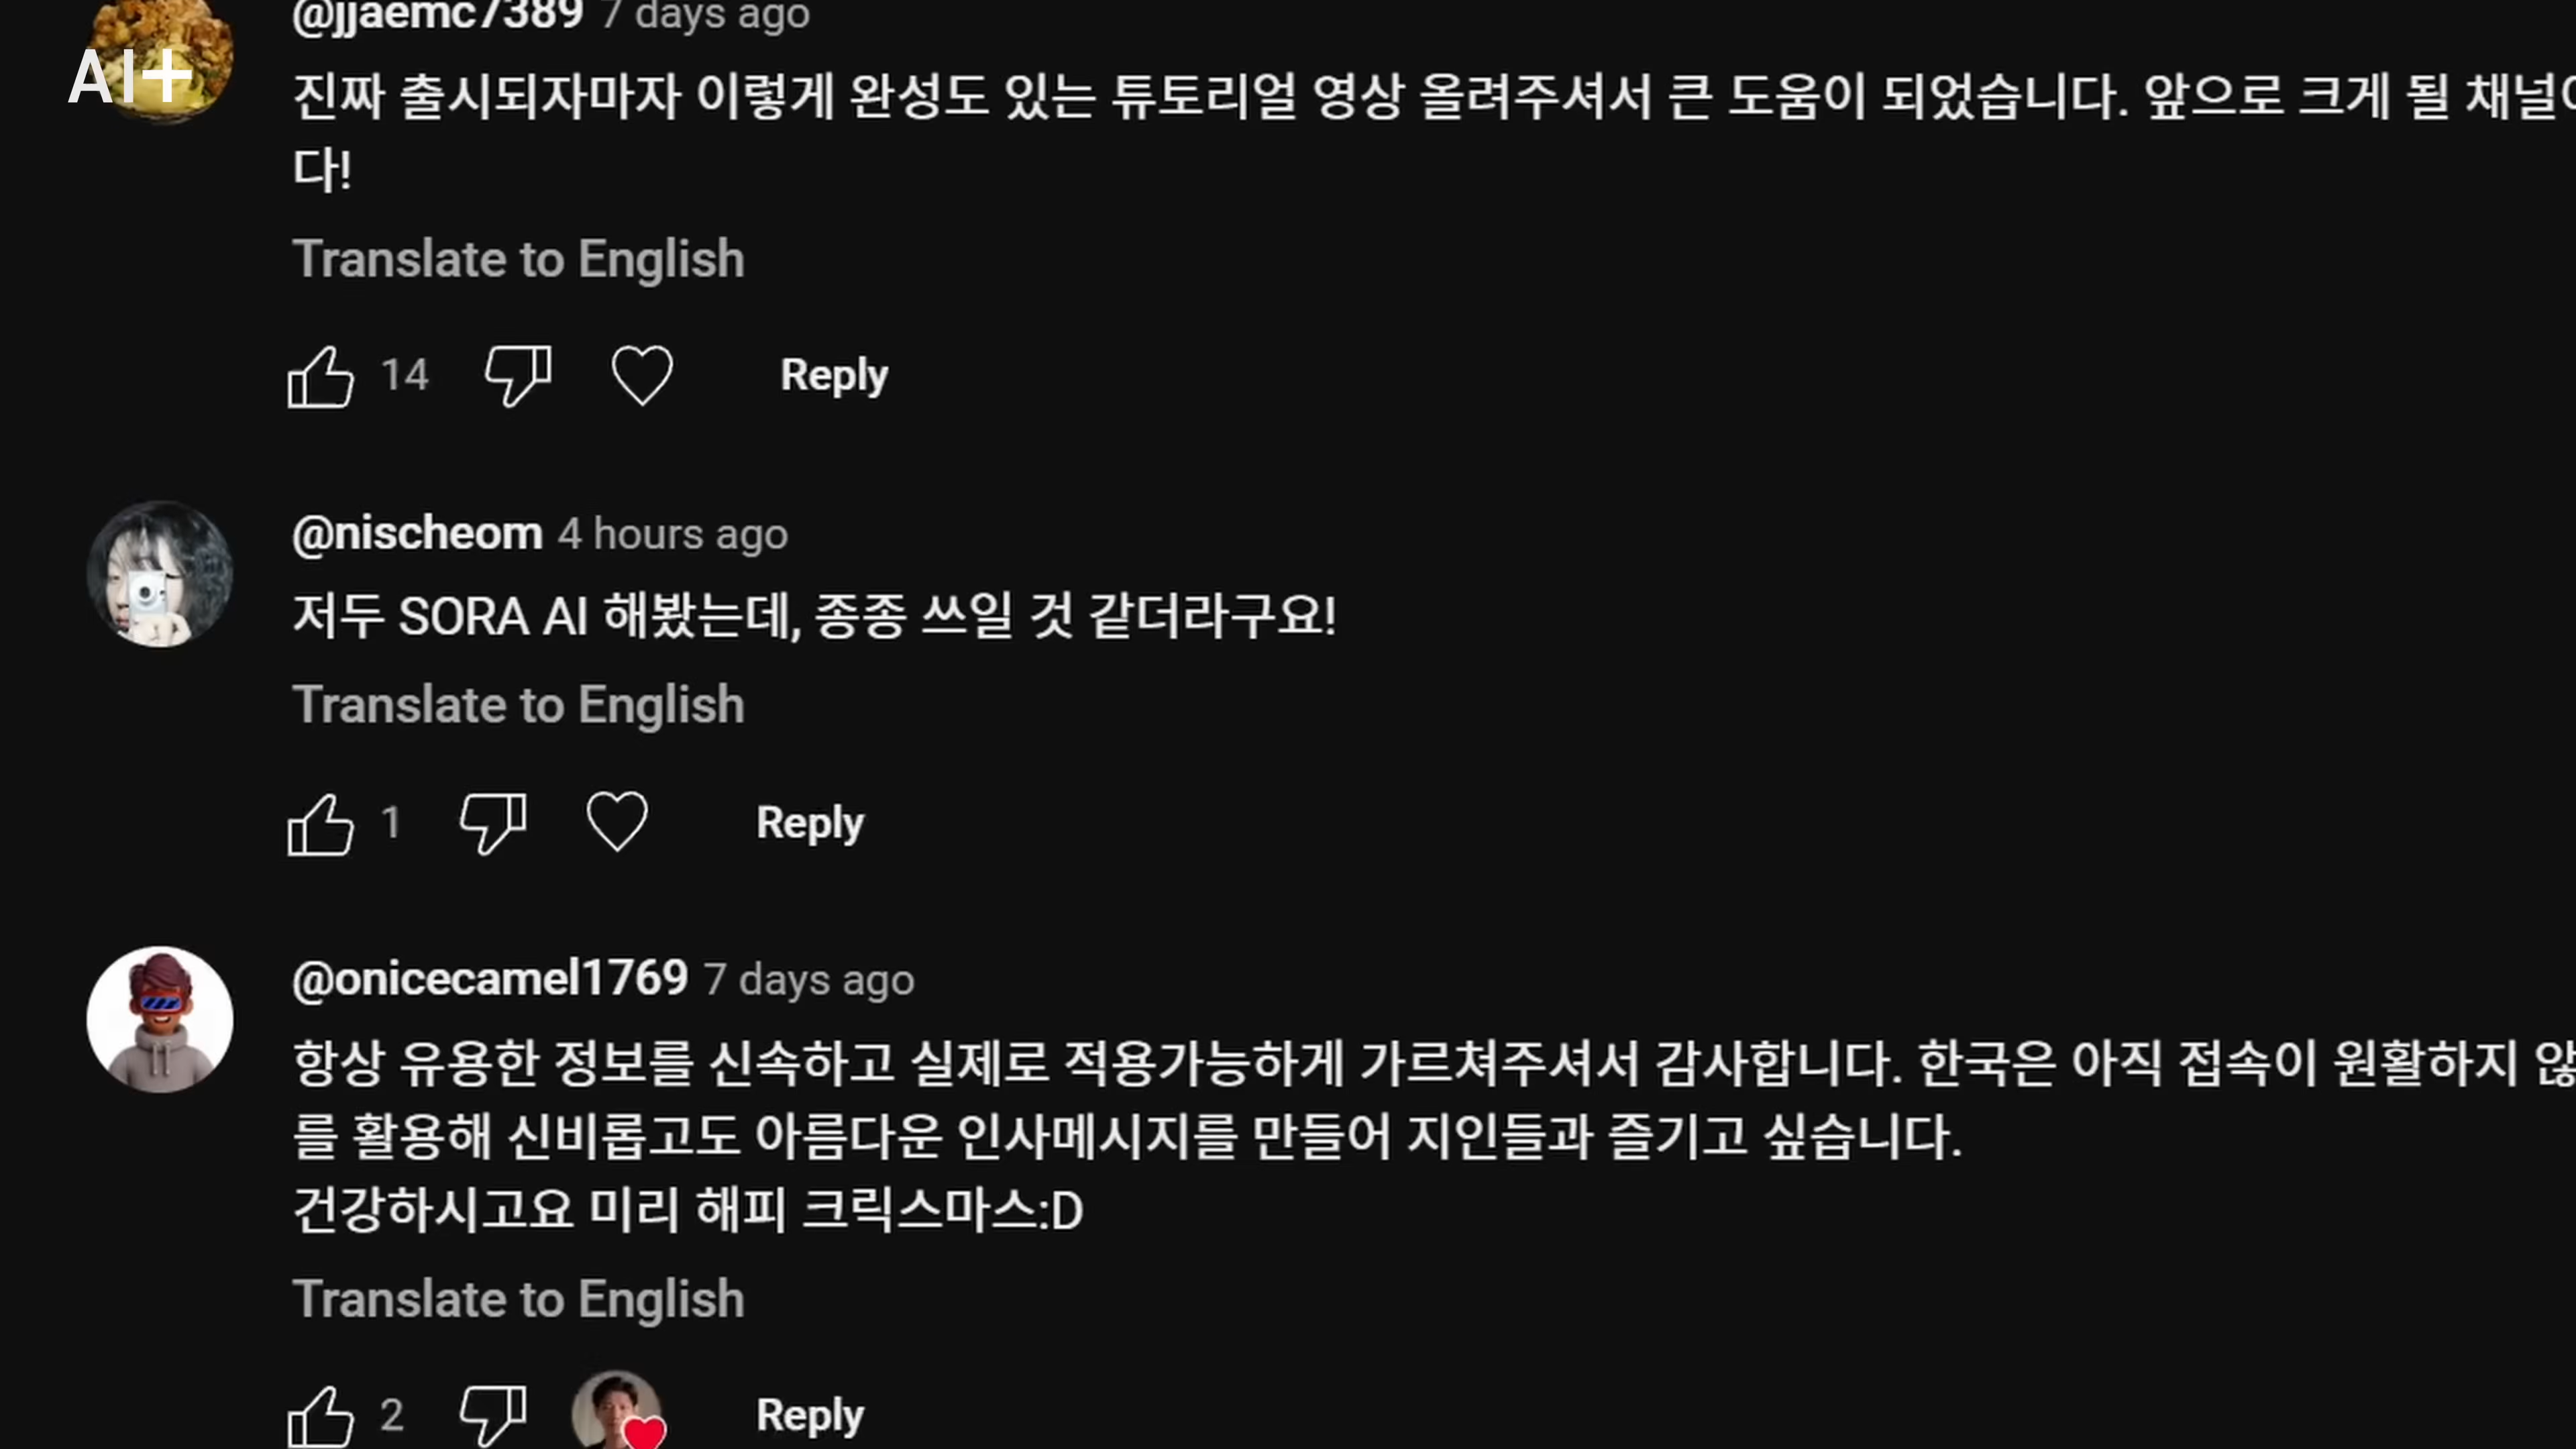 @jjaemc7389 7 days ago
AI+
진짜 출시되자마자 이렇게 완성도 있는 튜토리얼 영상 올려주셔서 큰 도움이 되었습니다. 앞으로 크게 될 채널
다!
Translate to English
14 Reply
@nischeom 4 hours ago
저두 SORA AI 해봤는데, 종종 쓰일 것 같더라구요!
Translate to English
1 Reply
@onicecamel1769 7 days ago
항상 유용한 정보를 신속하고 실제로 적용가능하게 가르쳐주셔서 감사합니다. 한국은 아직 접속이 원활하지 않
를 활용해 신비롭고도 아름다운 인사메시지를 만들어 지인들과 즐기고 싶습니다.
건강하시고요 미리 해피 크릭스마스:D
Translate to English
2 Reply